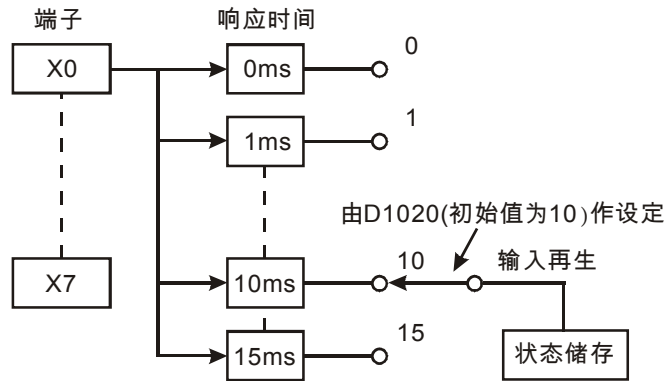 端子
响应时间
X0
0ms
0
1ms
1
由D1020(初始值为10)作设定
X7
10ms
10
输入再生
15ms
15
状态储存